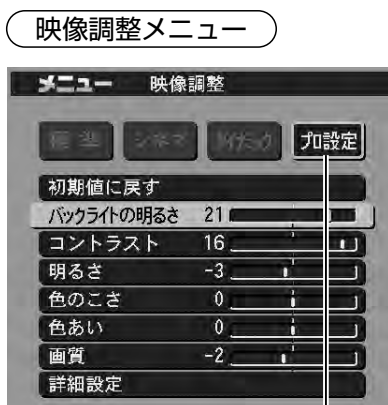 映像調整メニュー
メニュー 映像調整
標準 シネマ ダイナミック プロ設定
初期値に戻す
バックライトの明るさ 21
コントラスト 16
明るさ -3
色のこさ 0
色あい 0
画質 -2
詳細設定